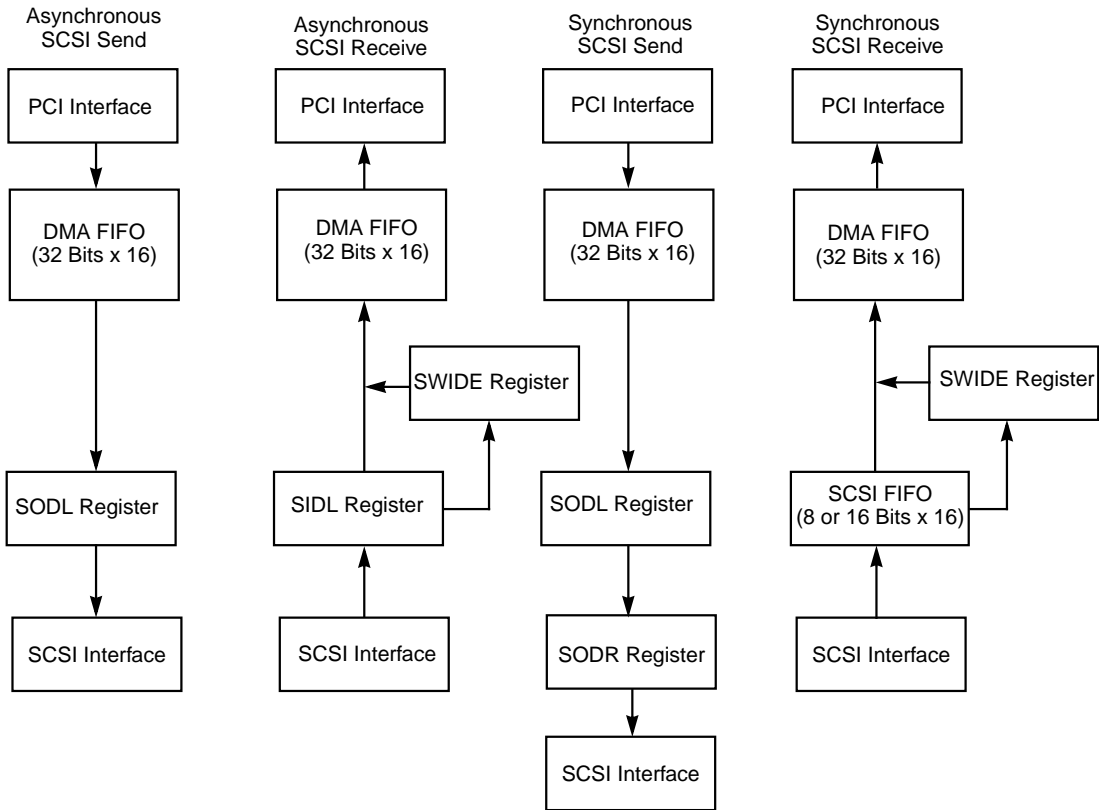 Asynchronous
SCSI Send
PCI Interface
DMA FIFO
(32 Bits x 16)
SODL Register
SCSI Interface
Asynchronous
SCSI Receive
PCI Interface
DMA FIFO
(32 Bits x 16)
SWIDE Register
SIDL Register
SCSI Interface
Synchronous
SCSI Send
PCI Interface
DMA FIFO
(32 Bits x 16)
SODL Register
SODR Register
SCSI Interface
Synchronous
SCSI Receive
PCI Interface
DMA FIFO
(32 Bits x 16)
SWIDE Register
SCSI FIFO
(8 or 16 Bits x 16)
SCSI Interface